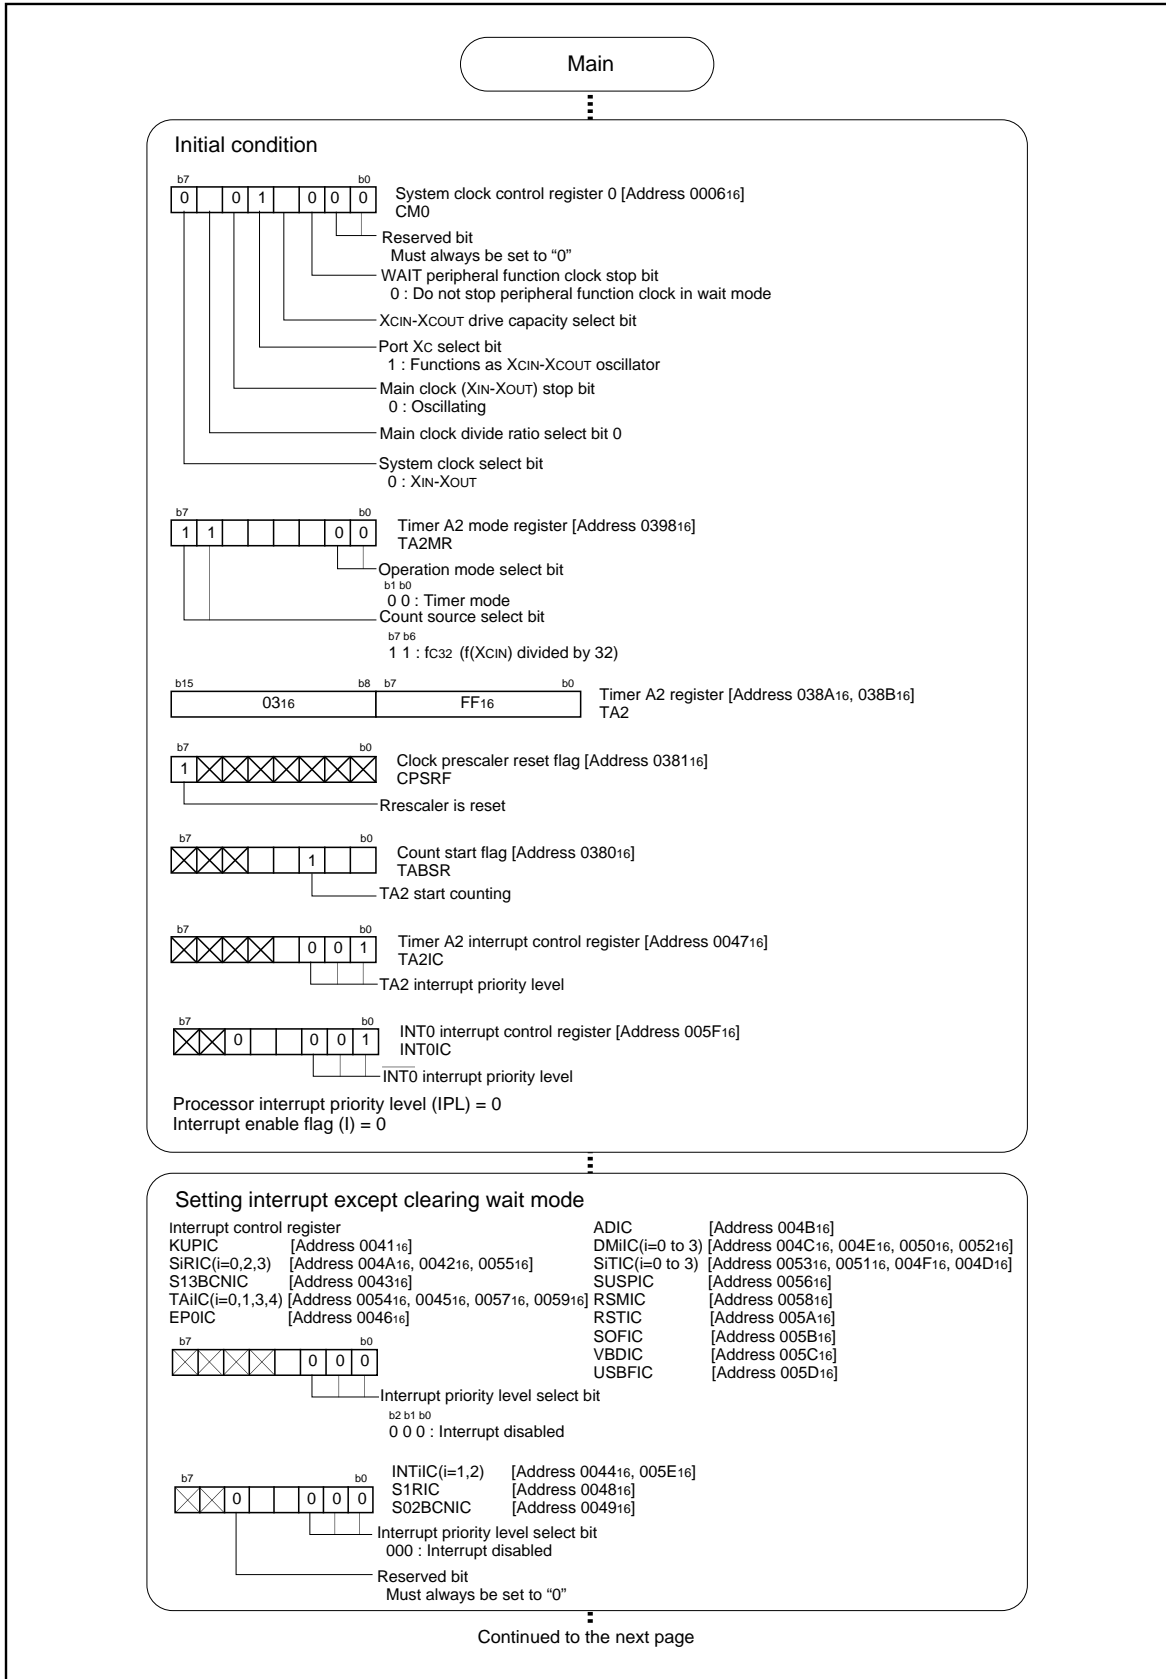 Main
Initial condition
b7 b0
0 0 1 0 0 0
System clock control register 0 [Address 000616]
CM0
Reserved bit
Must always be set to “0”
WAIT peripheral function clock stop bit
0 : Do not stop peripheral function clock in wait mode
XCIN-XCOUT drive capacity select bit
Port XC select bit
1 : Functions as XCIN-XCOUT oscillator
Main clock (XIN-XOUT) stop bit
0 : Oscillating
Main clock divide ratio select bit 0
System clock select bit
0 : XIN-XOUT
b7 b0
1 1 0 0
Timer A2 mode register [Address 039816]
TA2MR
Operation mode select bit
b1 b0
0 0 : Timer mode
Count source select bit
b7 b6
1 1 : fC32 (f(XCIN) divided by 32)
b15 b8 b7 b0
0316 FF16
Timer A2 register [Address 038A16, 038B16]
TA2
b7 b0
1
Clock prescaler reset flag [Address 038116]
CPSRF
Rrescaler is reset
b7 b0
1
Count start flag [Address 038016]
TABSR
TA2 start counting
b7 b0
0 0 1
Timer A2 interrupt control register [Address 004716]
TA2IC
TA2 interrupt priority level
b7 b0
0 0 0 1
INT0 interrupt control register [Address 005F16]
INT0IC
INT0 interrupt priority level
Processor interrupt priority level (IPL) = 0
Interrupt enable flag (I) = 0
Setting interrupt except clearing wait mode
Interrupt control register
KUPIC [Address 004116]
SiRIC(i=0,2,3) [Address 004A16, 004216, 005516]
S13BCNIC [Address 004316]
TAiIC(i=0,1,3,4) [Address 005416, 004516, 005716, 005916]
EP0IC [Address 004616]
ADIC [Address 004B16]
DMiIC(i=0 to 3) [Address 004C16, 004E16, 005016, 005216]
SiTIC(i=0 to 3) [Address 005316, 005116, 004F16, 004D16]
SUSPIC [Address 005616]
RSMIC [Address 005816]
RSTIC [Address 005A16]
SOFIC [Address 005B16]
VBDIC [Address 005C16]
USBFIC [Address 005D16]
b7 b0
0 0 0
Interrupt priority level select bit
b2 b1 b0
0 0 0 : Interrupt disabled
b7 b0
0 0 0 0
INTiIC(i=1,2) [Address 004416, 005E16]
S1RIC [Address 004816]
S02BCNIC [Address 004916]
Interrupt priority level select bit
000 : Interrupt disabled
Reserved bit
Must always be set to “0”
Continued to the next page